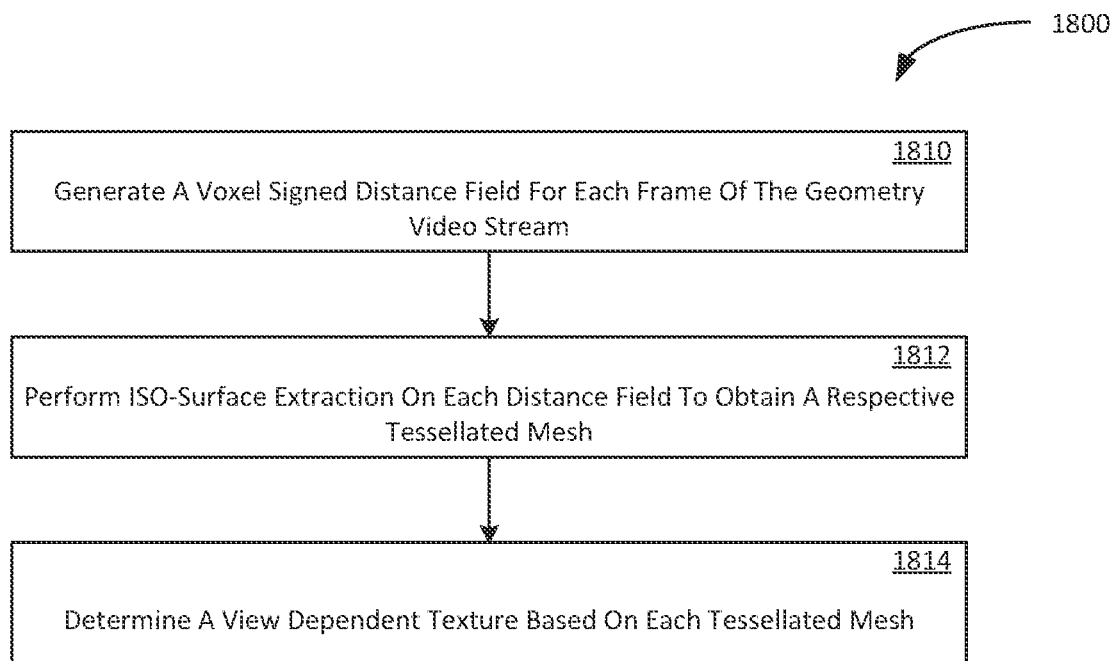 1800
1810
Generate A Voxel Signed Distance Field For Each Frame Of The Geometry
Video Stream
1812
Perform ISO-Surface Extraction On Each Distance Field To Obtain A Respective
Tessellated Mesh
1814
Determine A View Dependent Texture Based On Each Tessellated Mesh